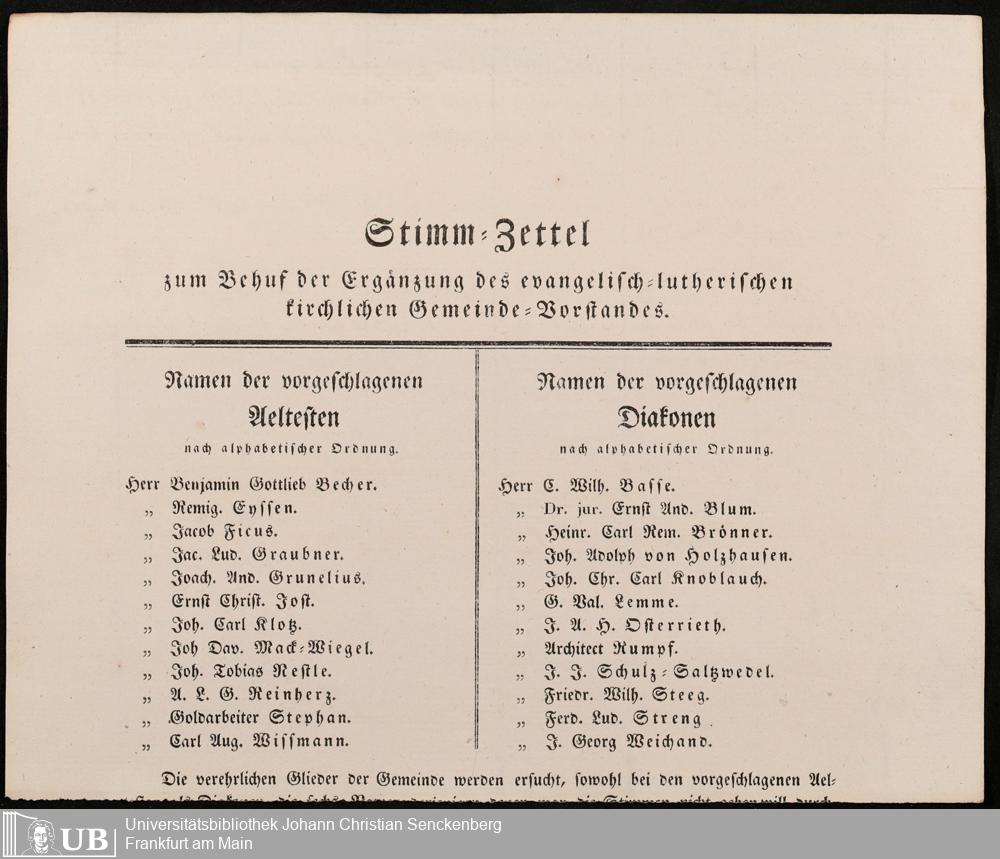 Stimm-Zettel
zum Behuf der Ergänzung des evangelisch-lutherischen
kirchlichen Gemeinde-Vorstandes.
Namen der vorgeschlagenen
Aeltesten
nach alphabetischer Ordnung.
Herr Benjamin Gottlieb Becher.
„ Remig. Eyssen.
„ Jacob Ficus.
„ Jac. Lud. Graubner.
„ Joach. And. Grunelius.
„ Ernst Christ. Jost.
„ Joh. Carl Klotz.
„ Joh Dav. Mack-Wiegel.
„ Joh. Tobias Nestle.
„ A. L. G. Reinherz.
„ Goldarbeiter Stephan.
„ Carl Aug. Wissmann.
Namen der vorgeschlagenen
Diakonen
nach alphabetischer Ordnung.
Herr C. Wilh. Basse.
„ Dr. jur. Ernst And. Blum.
„ Heinr. Carl Rem. Brönner.
„ Joh. Adolph von Holzhausen.
„ Joh. Chr. Carl Knoblauch.
„ G. Val. Lemme.
„ J. A. H. Osterrieth.
„ Architect Rumpf.
„ J. J. Schulz-Saltzwedel.
„ Friedr. Wilh. Steeg.
„ Ferd. Lud. Streng.
„ J. Georg Weichand.
Die verehrlichen Glieder der Gemeinde werden ersucht, sowohl bei den vorgeschlagenen Ael-
UB
Universitätsbibliothek Johann Christian Senckenberg
Frankfurt am Main